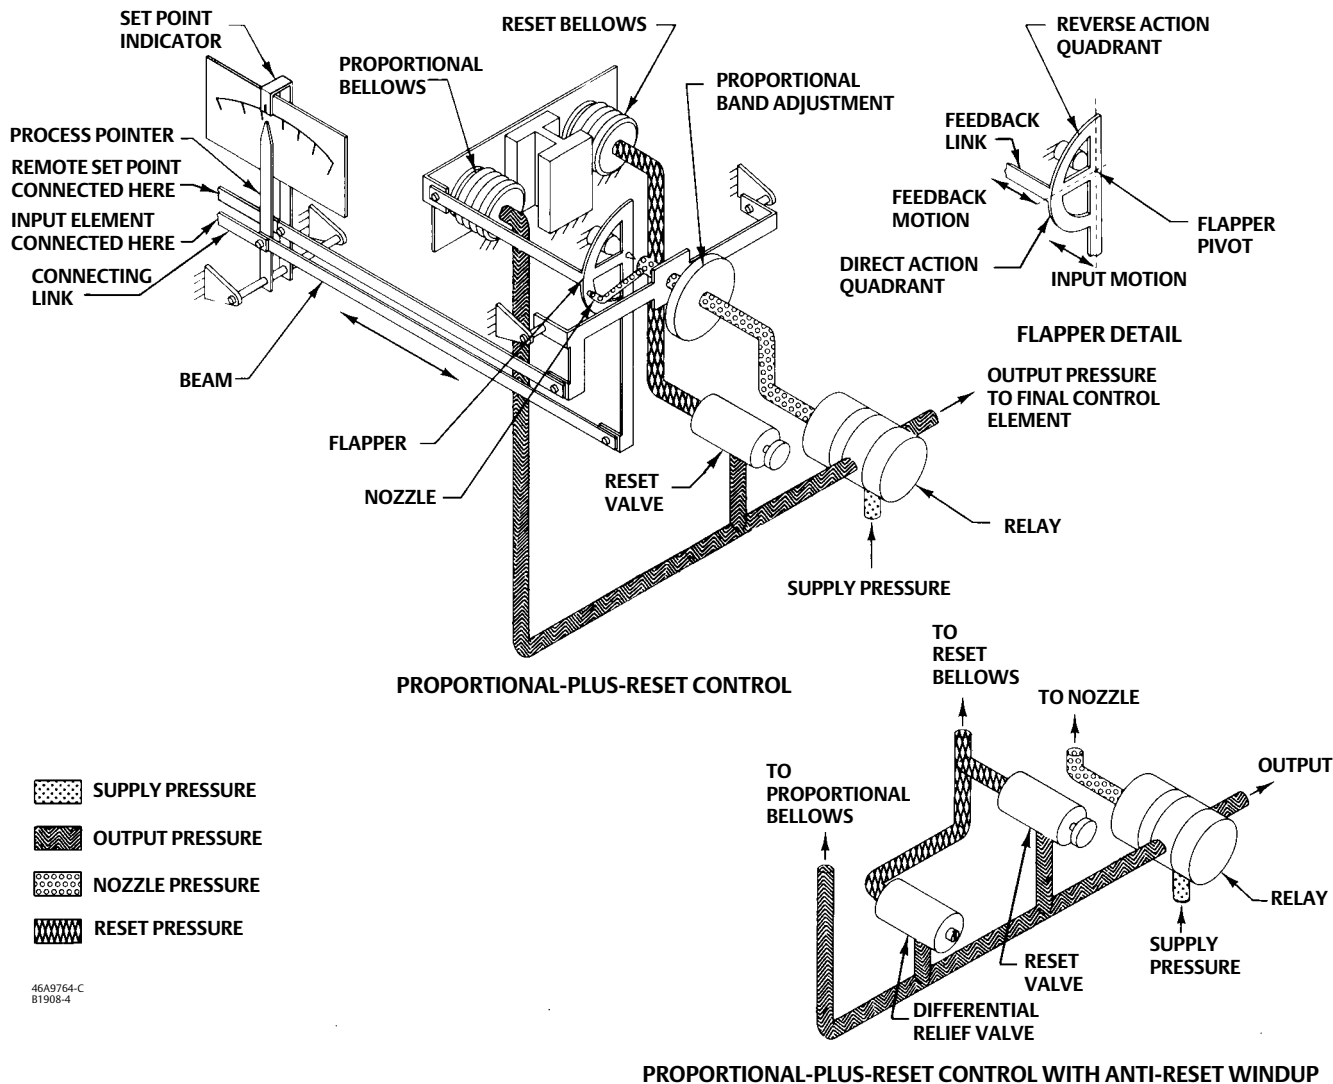 SET POINT
INDICATOR
RESET BELLOWS
PROPORTIONAL
BELLOWS
PROPORTIONAL
BAND ADJUSTMENT
REVERSE ACTION
QUADRANT
PROCESS POINTER
REMOTE SET POINT
CONNECTED HERE
INPUT ELEMENT
CONNECTED HERE
CONNECTING
LINK
BEAM
FLAPPER
NOZZLE
FEEDBACK
LINK
FEEDBACK
MOTION
DIRECT ACTION
QUADRANT
FLAPPER
PIVOT
INPUT MOTION
FLAPPER DETAIL
OUTPUT PRESSURE
TO FINAL CONTROL
ELEMENT
RESET
VALVE
RELAY
SUPPLY PRESSURE
PROPORTIONAL-PLUS-RESET CONTROL
TO
RESET
BELLOWS
TO NOZZLE
TO
PROPORTIONAL
BELLOWS
OUTPUT
RELAY
SUPPLY
PRESSURE
RESET
VALVE
DIFFERENTIAL
RELIEF VALVE
SUPPLY PRESSURE
OUTPUT PRESSURE
NOZZLE PRESSURE
RESET PRESSURE
46A9764-C
B1908-4
PROPORTIONAL-PLUS-RESET CONTROL WITH ANTI-RESET WINDUP